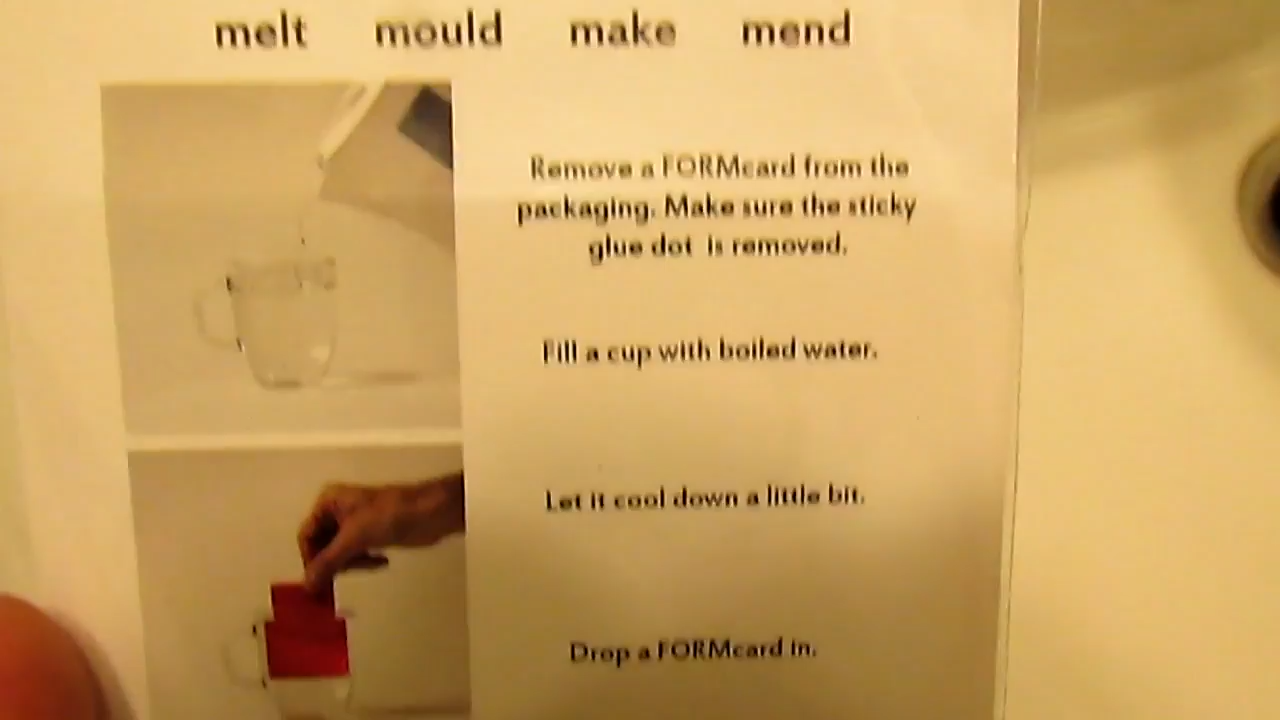 melt mould make mend
Remove a FORMcard from the
packaging. Make sure the sticky
glue dot is removed.
Fill a cup with boiled water.
Let it cool down a little bit.
Drop a FORMcard in.